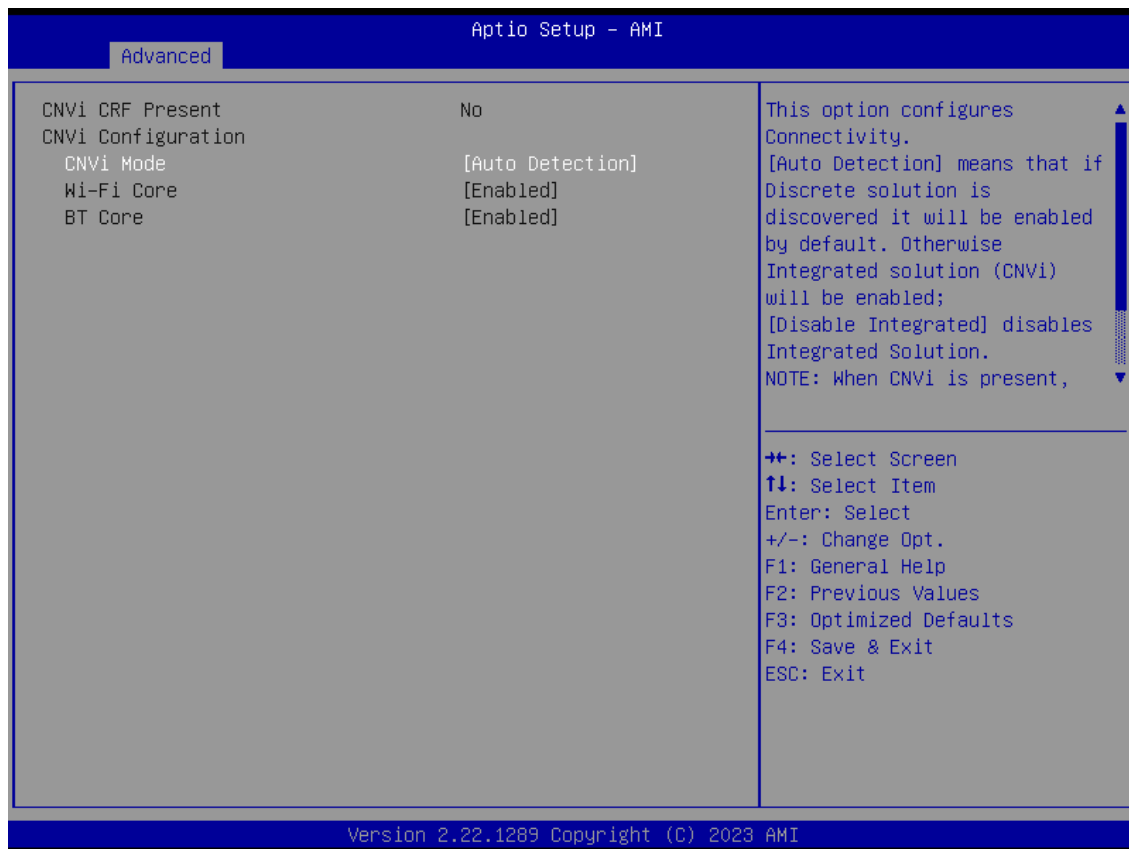 Aptio Setup – AMI
Advanced
CNVi CRF Present No
CNVi Configuration
CNVi Mode [Auto Detection]
Wi-Fi Core [Enabled]
BT Core [Enabled]
This option configures
Connectivity.
[Auto Detection] means that if
Discrete solution is
discovered it will be enabled
by default. Otherwise
Integrated solution (CNVi)
will be enabled;
[Disable Integrated] disables
Integrated Solution.
NOTE: When CNVi is present,
→←: Select Screen
↑↓: Select Item
Enter: Select
+/-: Change Opt.
F1: General Help
F2: Previous Values
F3: Optimized Defaults
F4: Save & Exit
ESC: Exit
Version 2.22.1289 Copyright (C) 2023 AMI